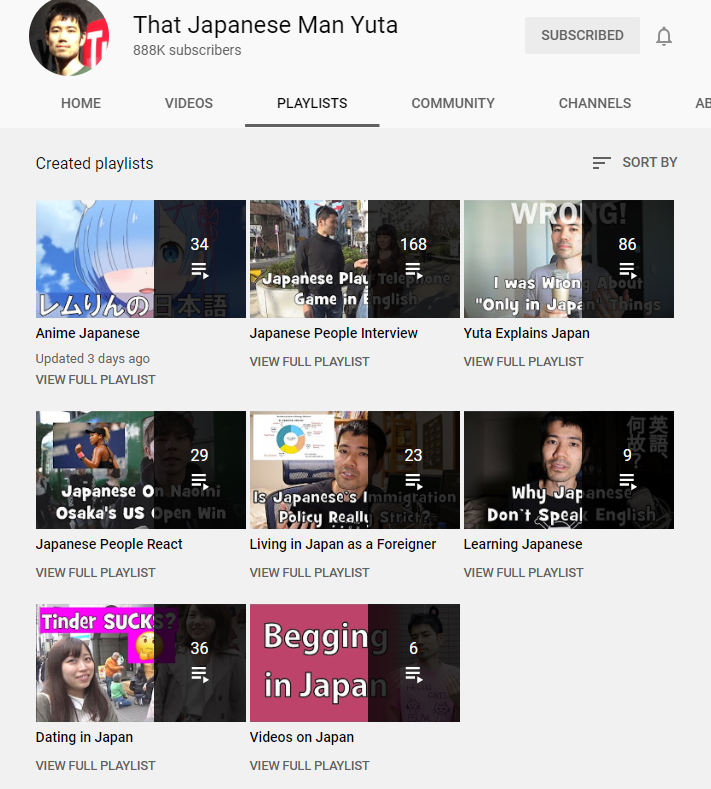 That Japanese Man Yuta
888K subscribers
SUBSCRIBED
HOME
VIDEOS
PLAYLISTS
COMMUNITY
CHANNELS
AB
Created playlists
SORT BY
レムりんの日本語
34
Anime Japanese
Updated 3 days ago
VIEW FULL PLAYLIST
168
Japanese Play Telephone
Game in English
Japanese People Interview
VIEW FULL PLAYLIST
WRONG!
86
I was Wrong About
"Only in Japan" Things
Yuta Explains Japan
VIEW FULL PLAYLIST
29
Japanese On Naomi
Osaka's US Open Win
Japanese People React
VIEW FULL PLAYLIST
23
Is Japanese's Immigration
Policy Really Strict?
Living in Japan as a Foreigner
VIEW FULL PLAYLIST
英語、
何故？
9
Why Japanese
Don't Speak English
Learning Japanese
VIEW FULL PLAYLIST
Tinder SUCKS?
36
Dating in Japan
VIEW FULL PLAYLIST
Begging
in Japan
6
Videos on Japan
VIEW FULL PLAYLIST